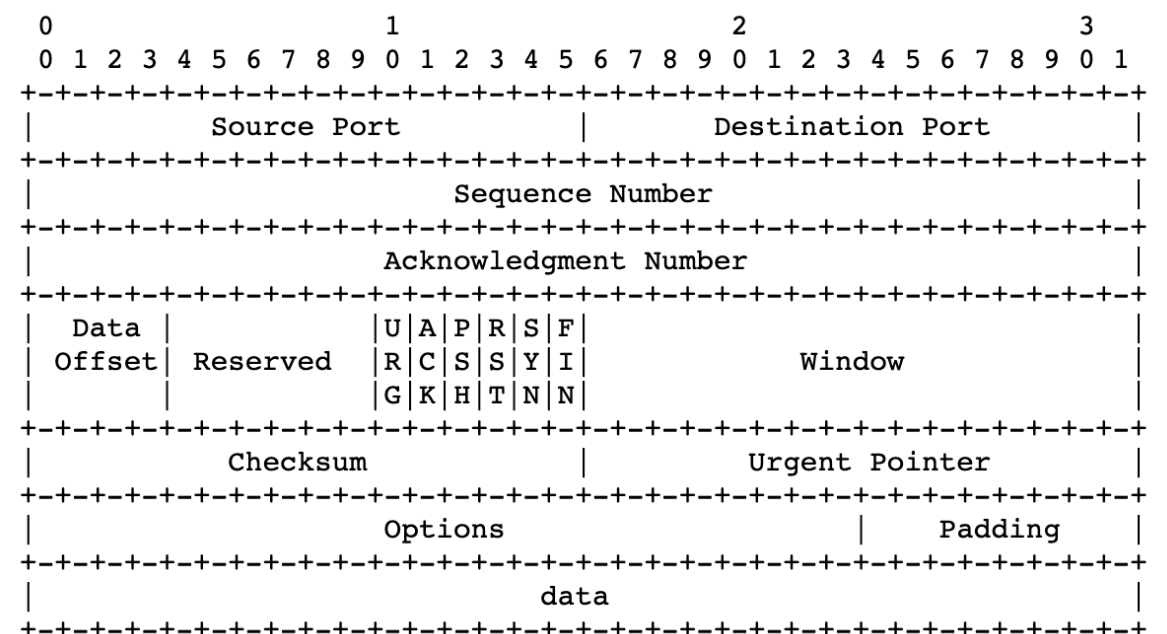 0                   1                   2                   3
    0 1 2 3 4 5 6 7 8 9 0 1 2 3 4 5 6 7 8 9 0 1 2 3 4 5 6 7 8 9 0 1
   +-+-+-+-+-+-+-+-+-+-+-+-+-+-+-+-+-+-+-+-+-+-+-+-+-+-+-+-+-+-+-+-+
   |          Source Port          |       Destination Port        |
   +-+-+-+-+-+-+-+-+-+-+-+-+-+-+-+-+-+-+-+-+-+-+-+-+-+-+-+-+-+-+-+-+
   |                        Sequence Number                        |
   +-+-+-+-+-+-+-+-+-+-+-+-+-+-+-+-+-+-+-+-+-+-+-+-+-+-+-+-+-+-+-+-+
   |                    Acknowledgment Number                      |
   +-+-+-+-+-+-+-+-+-+-+-+-+-+-+-+-+-+-+-+-+-+-+-+-+-+-+-+-+-+-+-+-+
   |  Data |           |U|A|P|R|S|F|                               |
   | Offset| Reserved  |R|C|S|S|Y|I|            Window             |
   |       |           |G|K|H|T|N|N|                               |
   +-+-+-+-+-+-+-+-+-+-+-+-+-+-+-+-+-+-+-+-+-+-+-+-+-+-+-+-+-+-+-+-+
   |           Checksum            |         Urgent Pointer        |
   +-+-+-+-+-+-+-+-+-+-+-+-+-+-+-+-+-+-+-+-+-+-+-+-+-+-+-+-+-+-+-+-+
   |                    Options                    |    Padding    |
   +-+-+-+-+-+-+-+-+-+-+-+-+-+-+-+-+-+-+-+-+-+-+-+-+-+-+-+-+-+-+-+-+
   |                             data                              |
   +-+-+-+-+-+-+-+-+-+-+-+-+-+-+-+-+-+-+-+-+-+-+-+-+-+-+-+-+-+-+-+-+